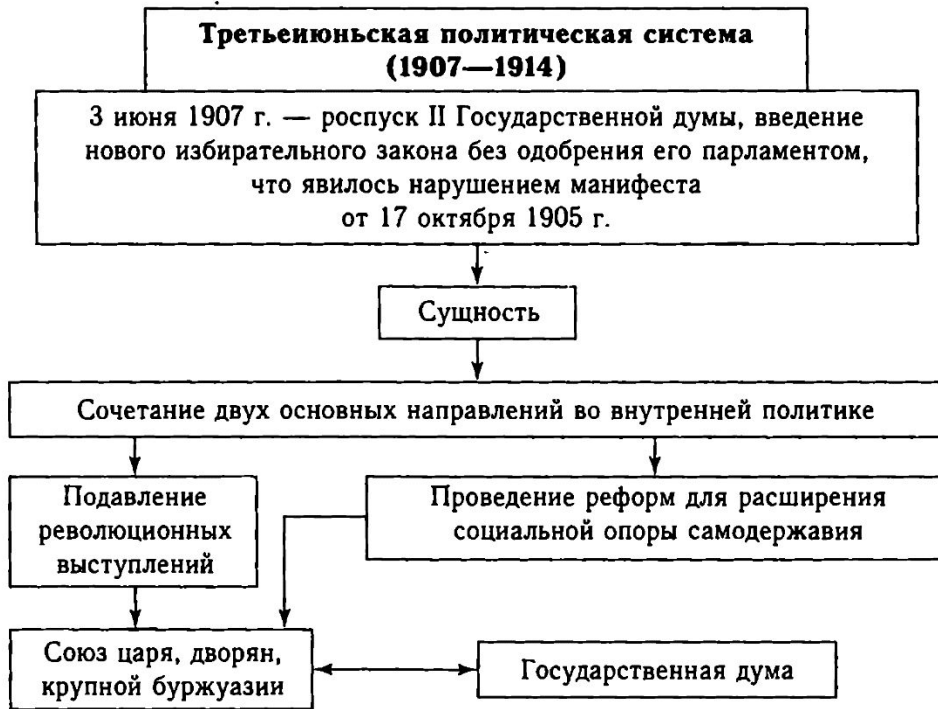 Третьеиюньская политическая система
(1907—1914)
3 июня 1907 г. — роспуск II Государственной думы, введение
нового избирательного закона без одобрения его парламентом,
что явилось нарушением манифеста
от 17 октября 1905 г.
Сущность
Сочетание двух основных направлений во внутренней политике
Подавление
революционных
выступлений
Проведение реформ для расширения
социальной опоры самодержавия
Союз царя, дворян,
крупной буржуазии
Государственная дума